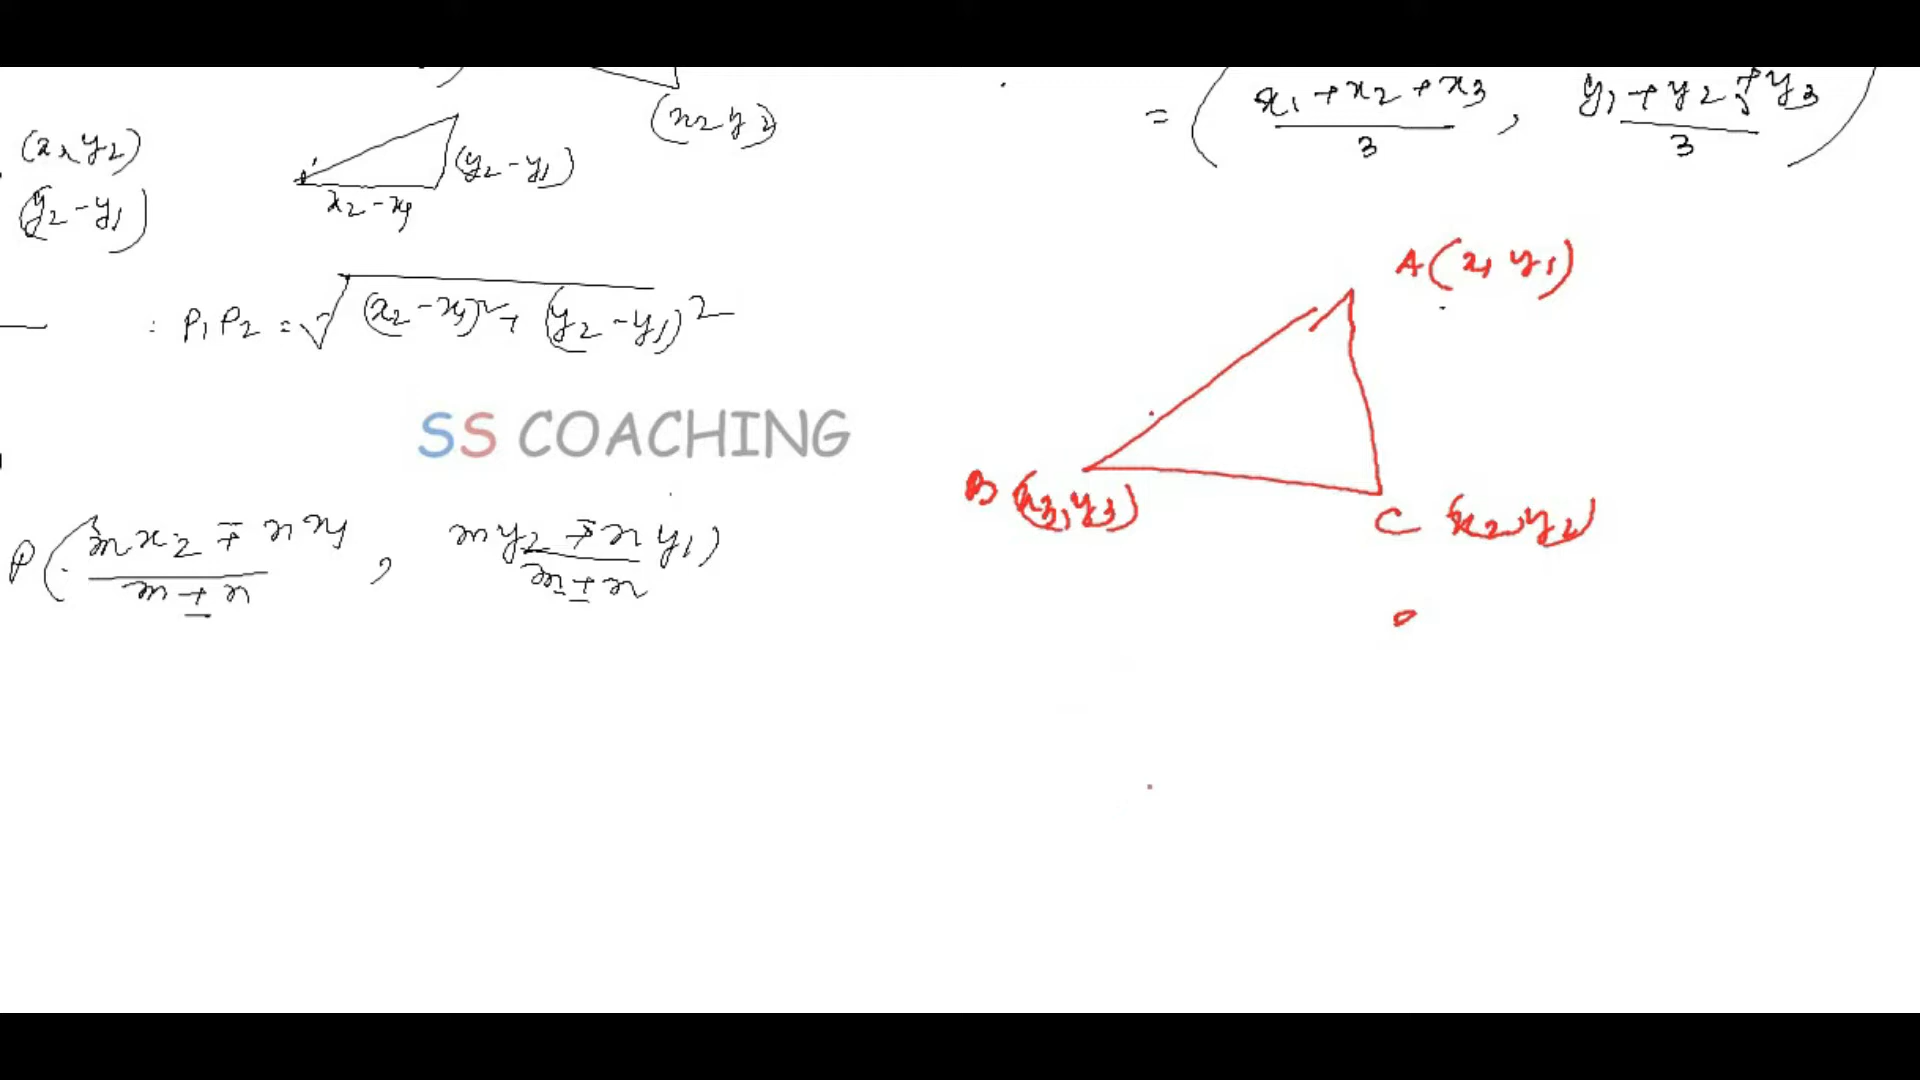 (x₁, y₂)
(y₂ - y₁)
(x₂ y₂)
(y₂ - y₁)
x₂ - x₁
: P₁P₂ = √(x₂ - x₁)² + (y₂ - y₁)²
SS COACHING
P (mx₂ ∓ nx₁ / m ± n , my₂ ∓ ny₁ / m ± n)
= (x₁ + x₂ + x₃ / 3 , y₁ + y₂ + y₃ / 3)
A (x₁ y₁)
B (x₃, y₃)
C (x₂, y₂)